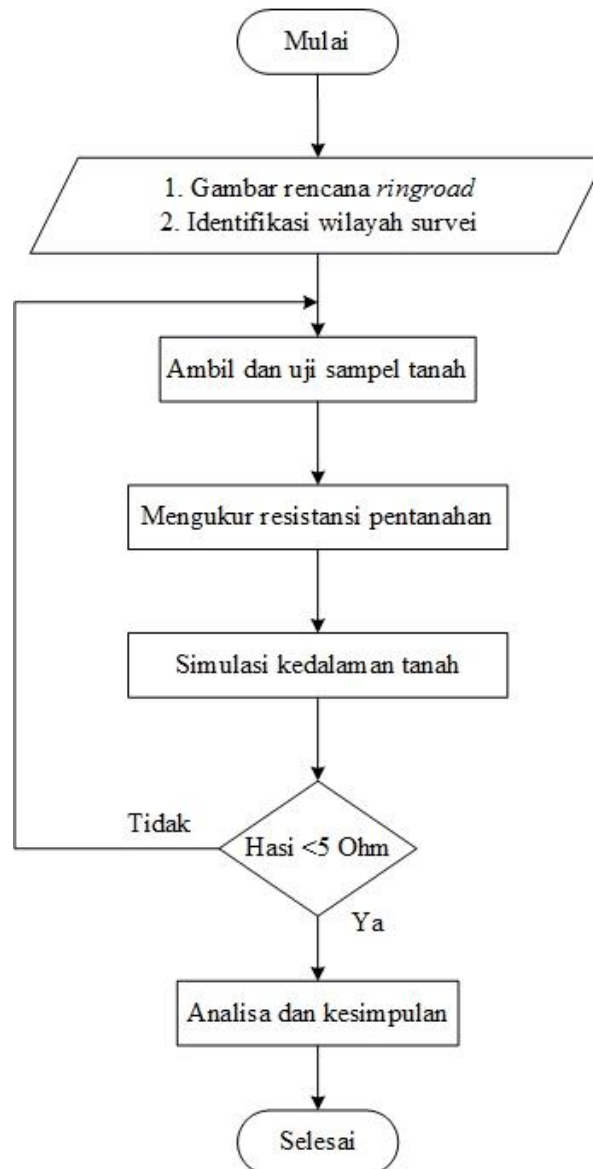 Mulai
1. Gambar rencana ringroad
2. Identifikasi wilayah survei
Ambil dan uji sampel tanah
Mengukur resistansi pentanahan
Simulasi kedalaman tanah
Tidak
Hasi <5 Ohm
Ya
Analisa dan kesimpulan
Selesai